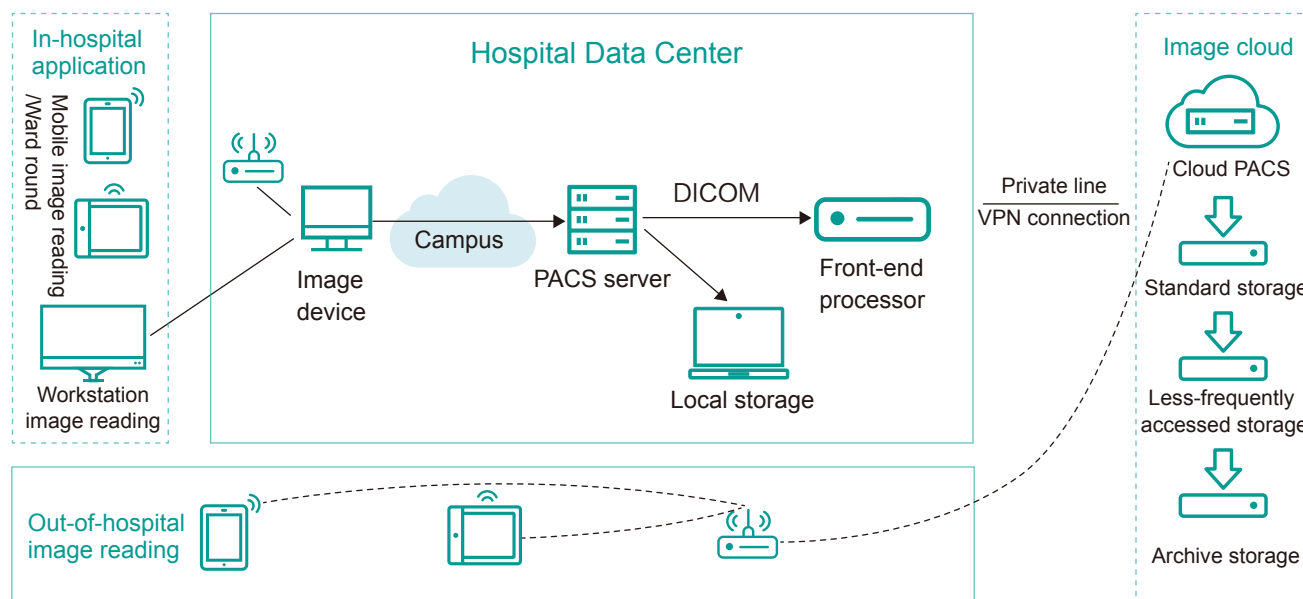 In-hospital
application
Mobile image reading
/Ward round
Workstation
image reading
Hospital Data Center
Image
device
Campus
PACS server
DICOM
Front-end
processor
Local storage
Private line
VPN connection
Image cloud
Cloud PACS
Standard storage
Less-frequently
accessed storage
Archive storage
Out-of-hospital
image reading